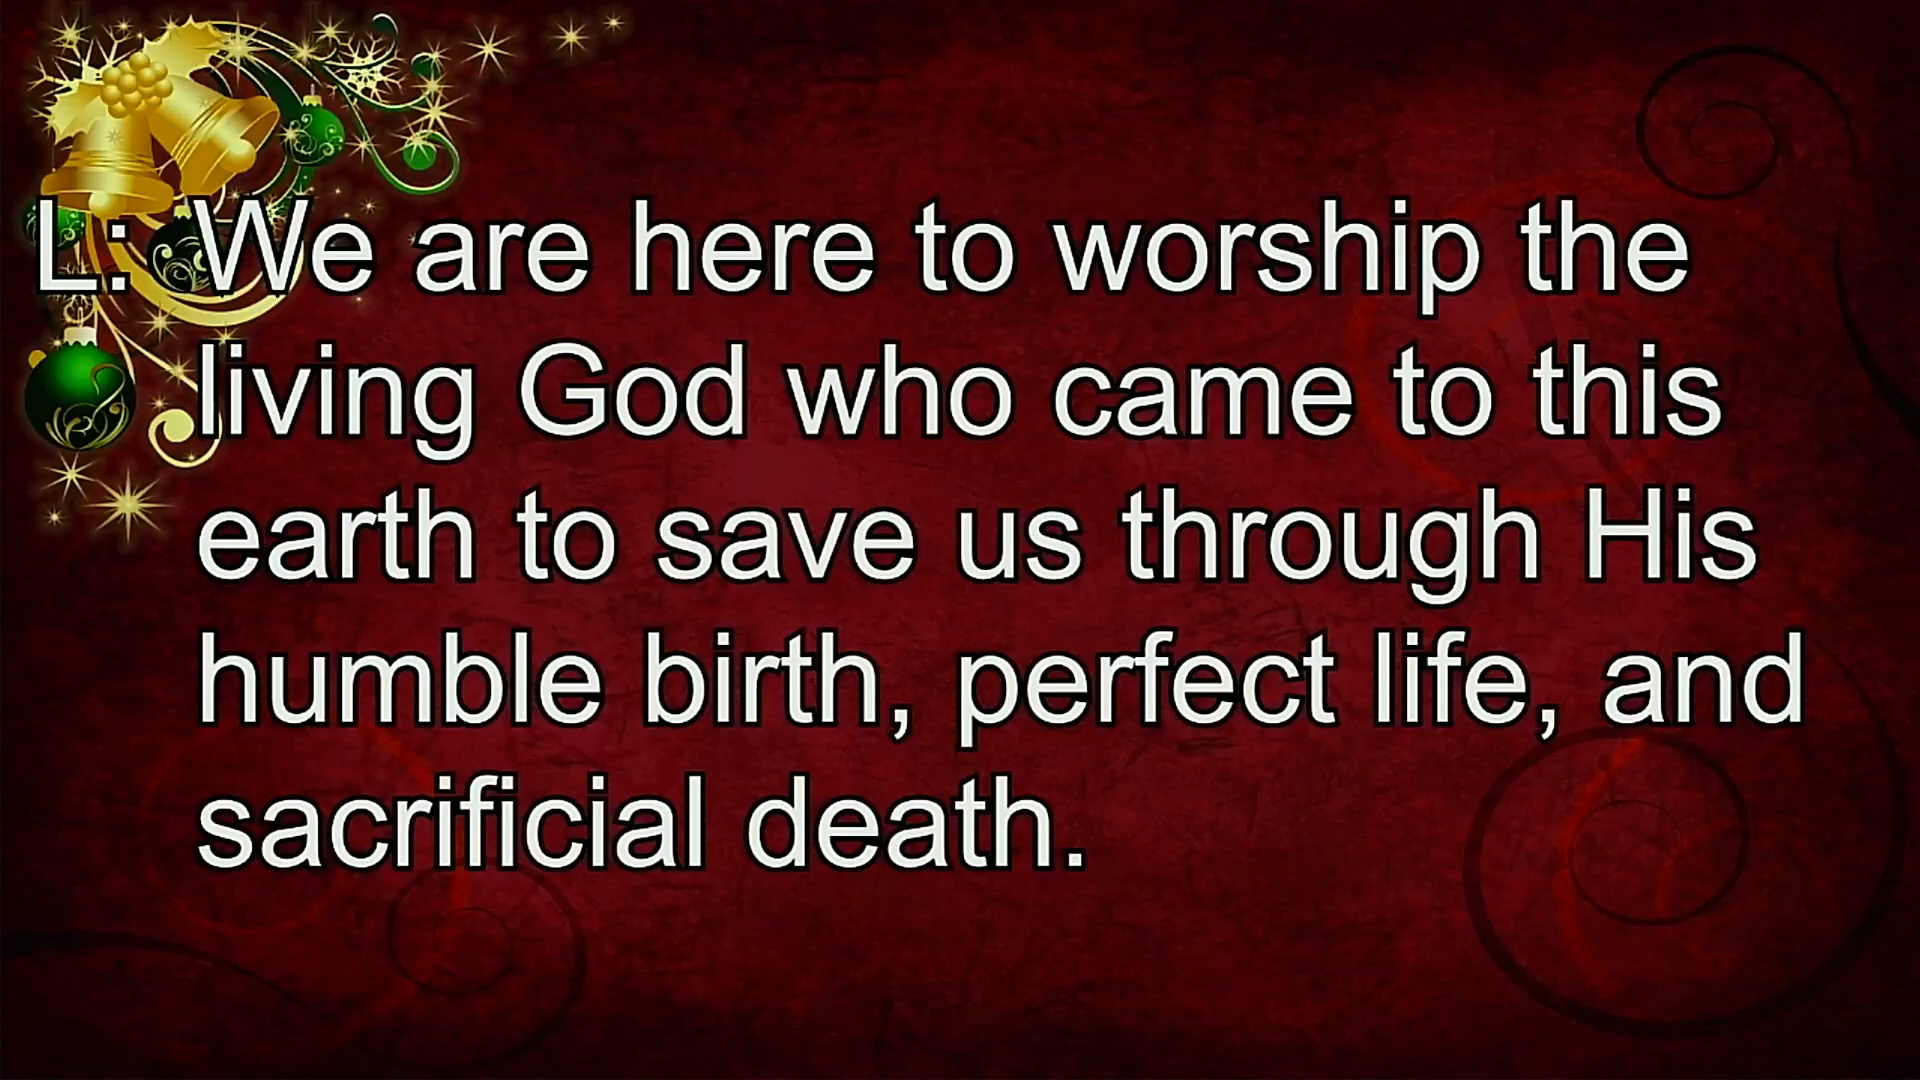 L: We are here to worship the
living God who came to this
earth to save us through His
humble birth, perfect life, and
sacrificial death.